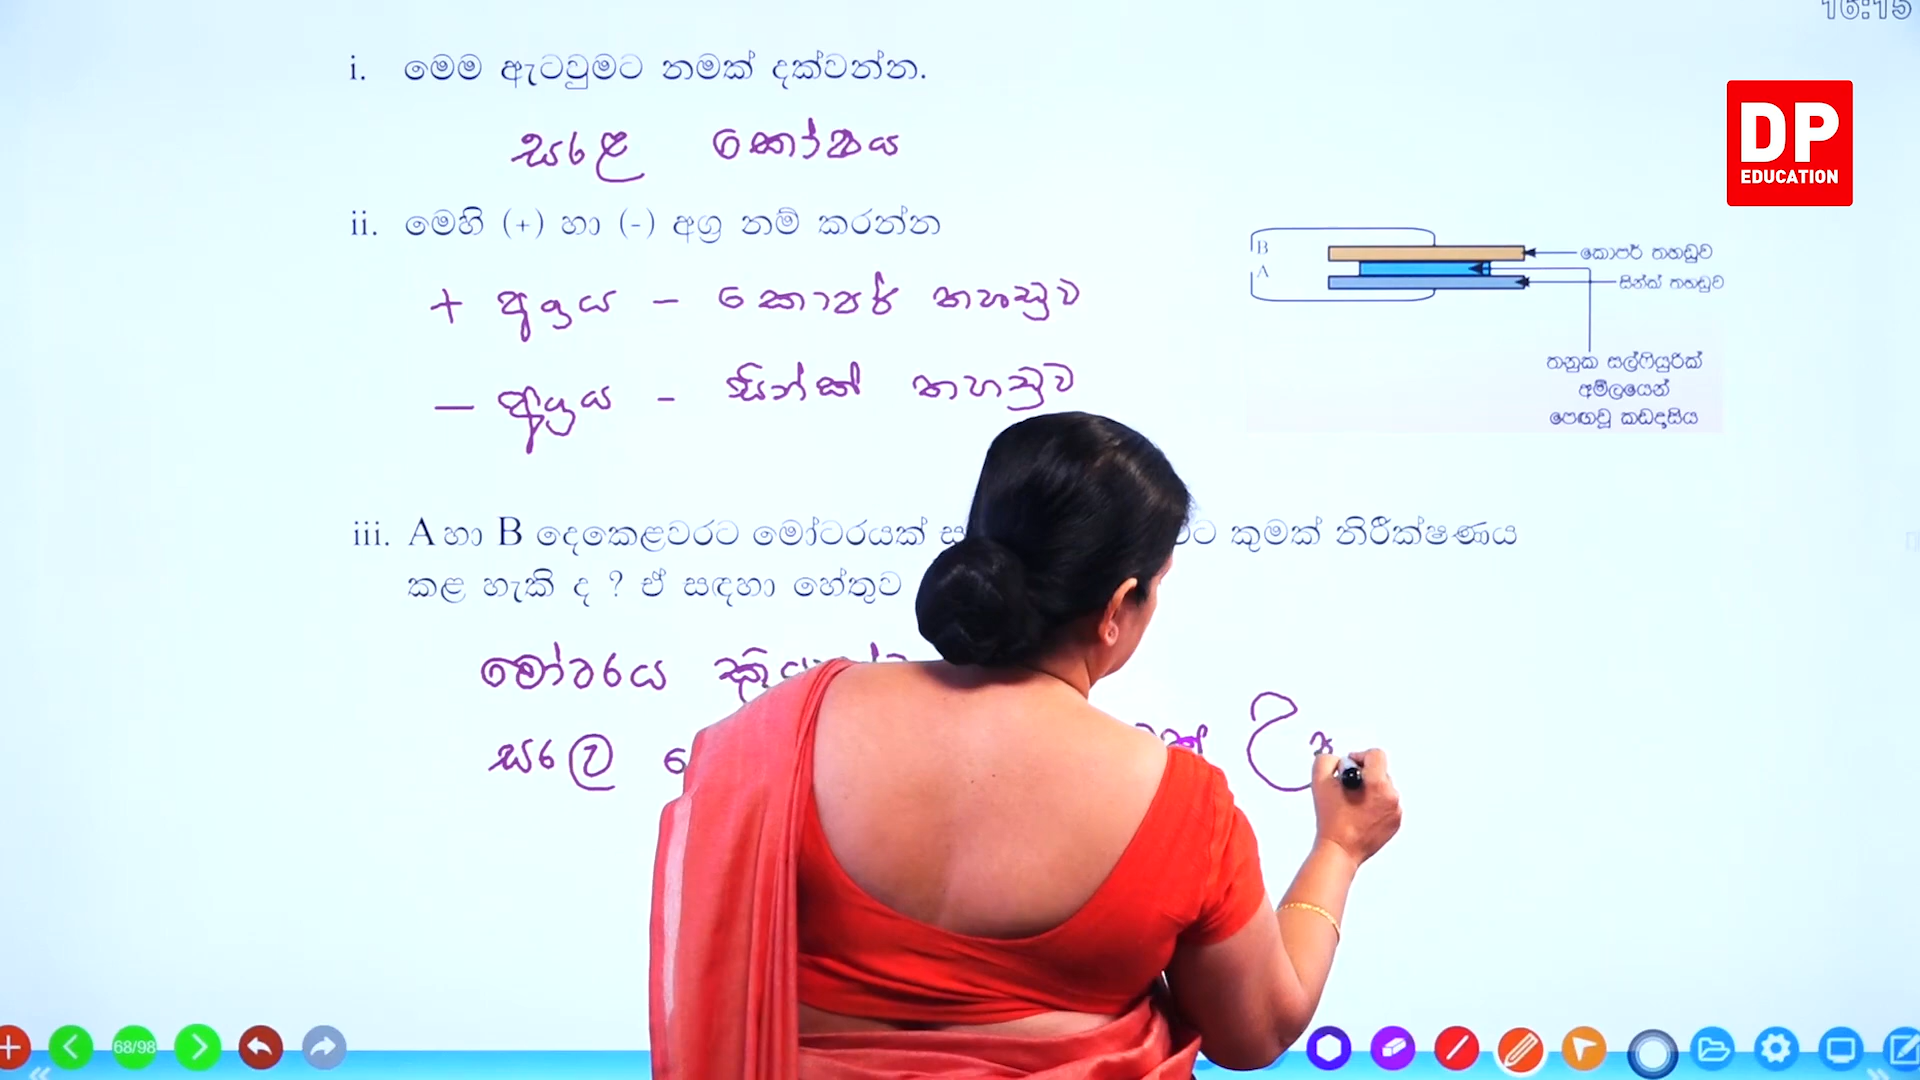 16:15
i. මෙම ඇටවුමට නමක් දක්වන්න.
සරළ කෝෂය
ii. මෙහි (+) හා (-) අග්‍ර නම් කරන්න
+ අග්‍රය - කොපර් තහඩුව
- අග්‍රය - සින්ක් තහඩුව
DP
EDUCATION
B
A
කොපර් තහඩුව
සින්ක් තහඩුව
තනුක සල්ෆියුරික්
අම්ලයෙන්
පෙඟවූ කඩදාසිය
iii. A හා B දෙකෙළවරට මෝටරයක් කුමක් නිරීක්ෂණය
කළ හැකි ද ? ඒ සඳහා හේතුව
මෝටරය
සරල
68/98